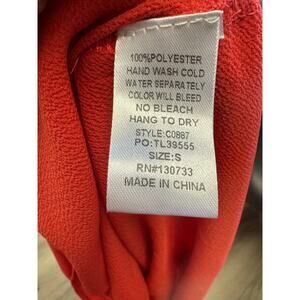 100%POLYESTER
HAND WASH COLD
WATER SEPARATELY
COLOR WILL BLEED
NO BLEACH
HANG TO DRY
STYLE:C0887
PO:TL39555
SIZE:S
RN#130733
MADE IN CHINA